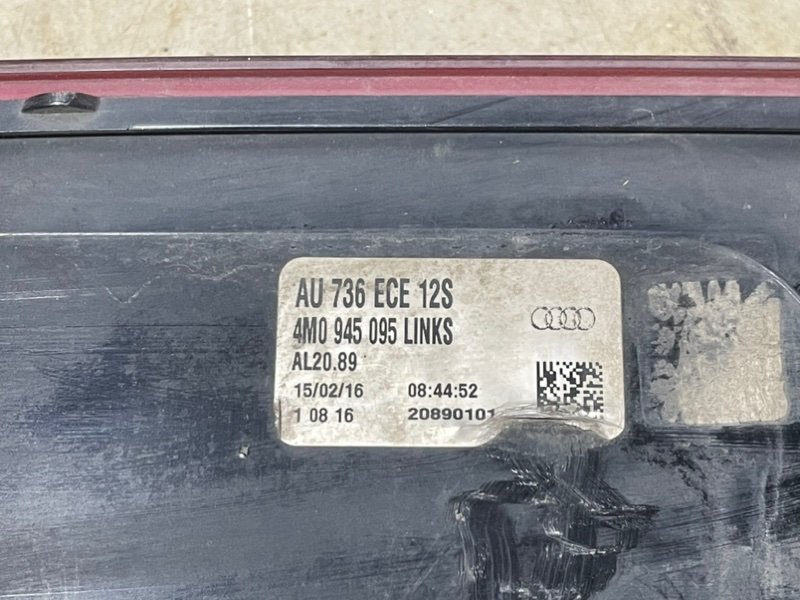 AU 736 ECE 12S
4M0 945 095 LINKS
AL20.89
15/02/16 08:44:52
1 08 16 20890101